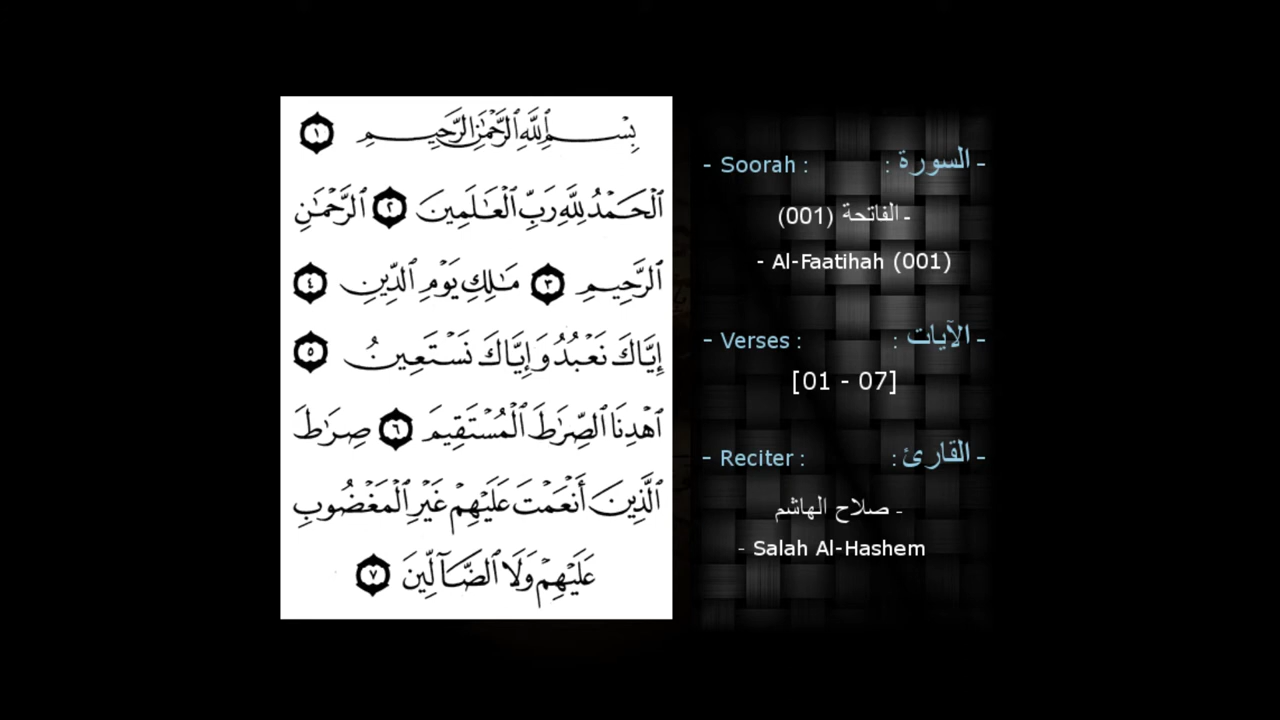 بِسْمِ ٱللَّهِ ٱلرَّحْمَٰنِ ٱلرَّحِيمِ ١
ٱلْحَمْدُ لِلَّهِ رَبِّ ٱلْعَٰلَمِينَ ٢ ٱلرَّحْمَٰنِ
ٱلرَّحِيمِ ٣ مَٰلِكِ يَوْمِ ٱلدِّينِ ٤
إِيَّاكَ نَعْبُدُ وَإِيَّاكَ نَسْتَعِينُ ٥
ٱهْدِنَا ٱلصِّرَٰطَ ٱلْمُسْتَقِيمَ ٦ صِرَٰطَ
ٱلَّذِينَ أَنْعَمْتَ عَلَيْهِمْ غَيْرِ ٱلْمَغْضُوبِ
عَلَيْهِمْ وَلَا ٱلضَّآلِّينَ ٧
- Soorah : - السورة :
- الفاتحة (001)
- Al-Faatihah (001)
- Verses : - الآيات :
[01 - 07]
- Reciter : - القارئ :
- صلاح الهاشم
- Salah Al-Hashem